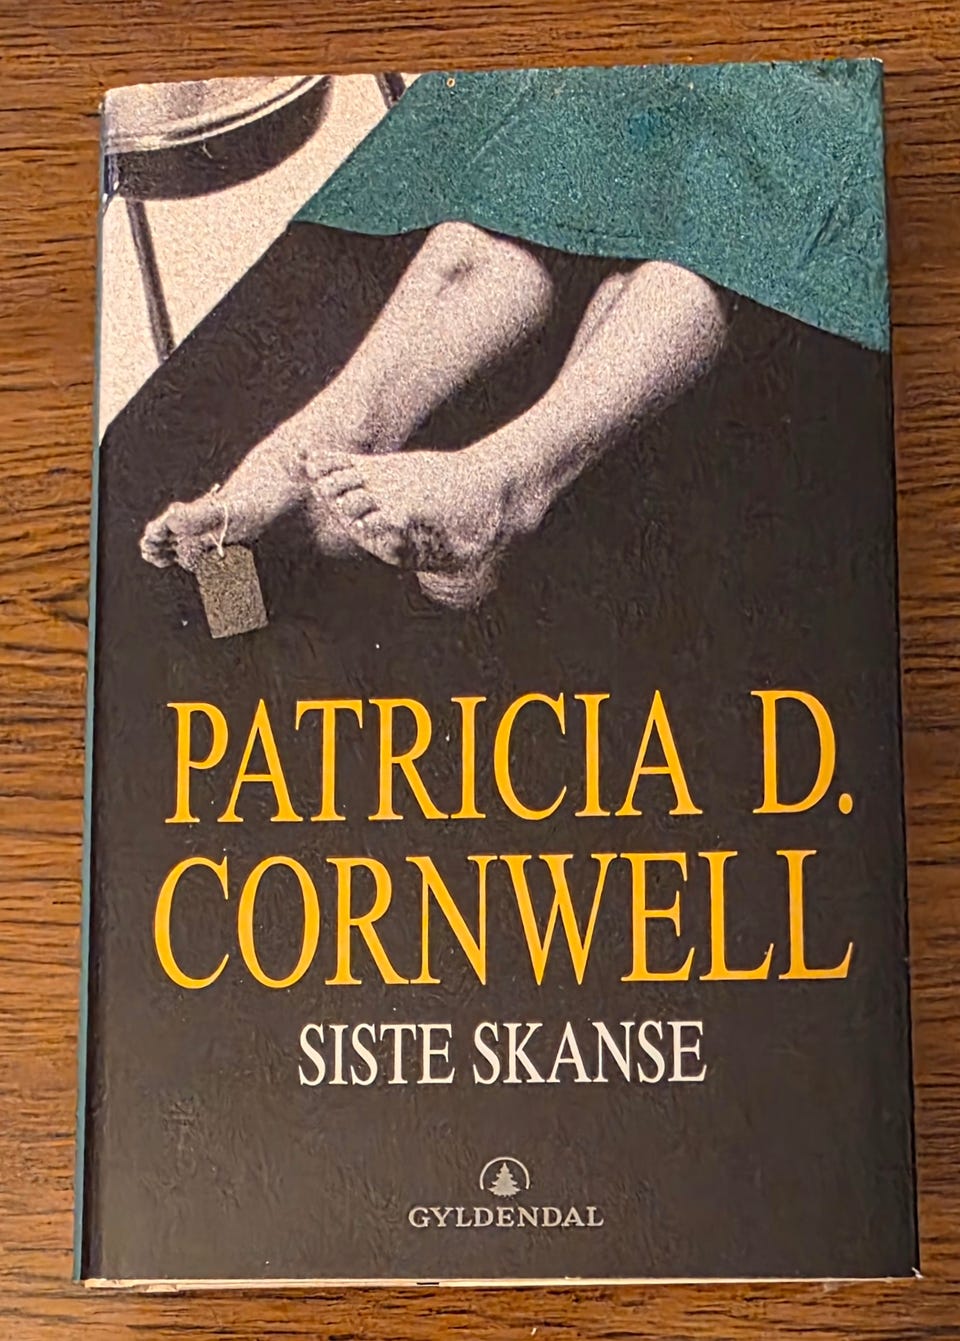 PATRICIA D.
CORNWELL
SISTE SKANSE
GYLDENDAL